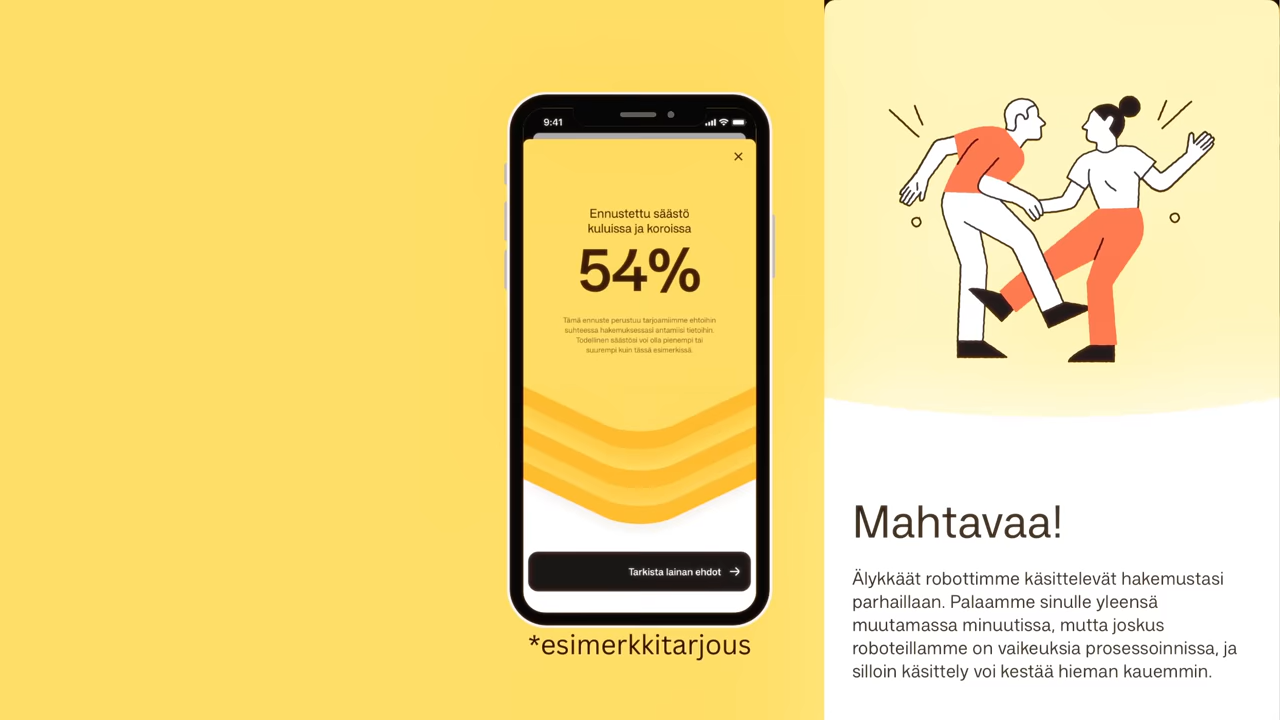 9:41
Ennustettu säästö
kuluissa ja koroissa
54%
Tämä ennuste perustuu tarjoamiimme ehtoihin
suhteessa hakemuksessasi antamiisi tietoihin.
Todellinen säästösi voi olla pienempi tai
suurempi kuin tässä esimerkissä.
Tarkista lainan ehdot
*esimerkkitarjous
Mahtavaa!
Älykkäät robottimme käsittelevät hakemustasi
parhaillaan. Palaamme sinulle yleensä
muutamassa minuutissa, mutta joskus
roboteillamme on vaikeuksia prosessoinnissa, ja
silloin käsittely voi kestää hieman kauemmin.